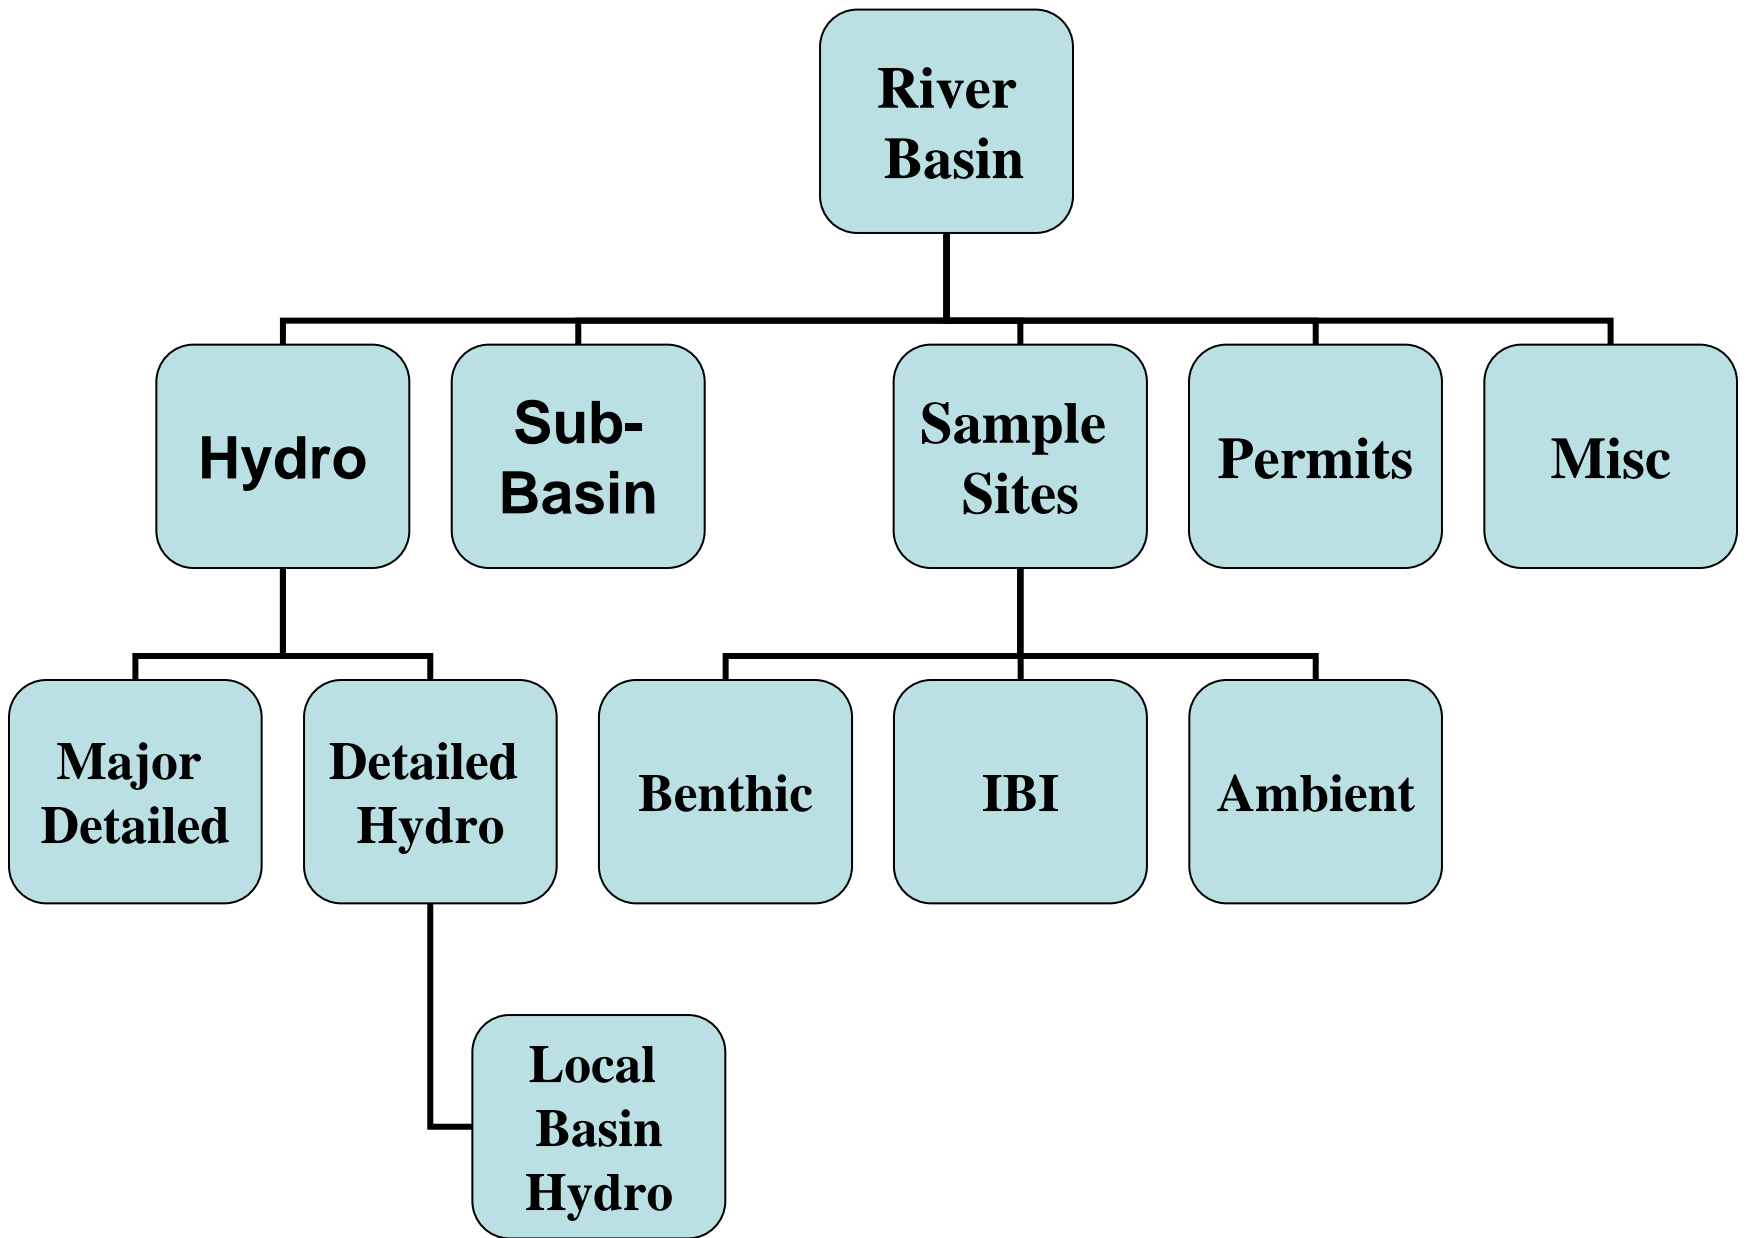 River
Basin
Hydro
Sub-
Basin
Sample
Sites
Permits
Misc
Major
Detailed
Detailed
Hydro
Benthic
IBI
Ambient
Local
Basin
Hydro